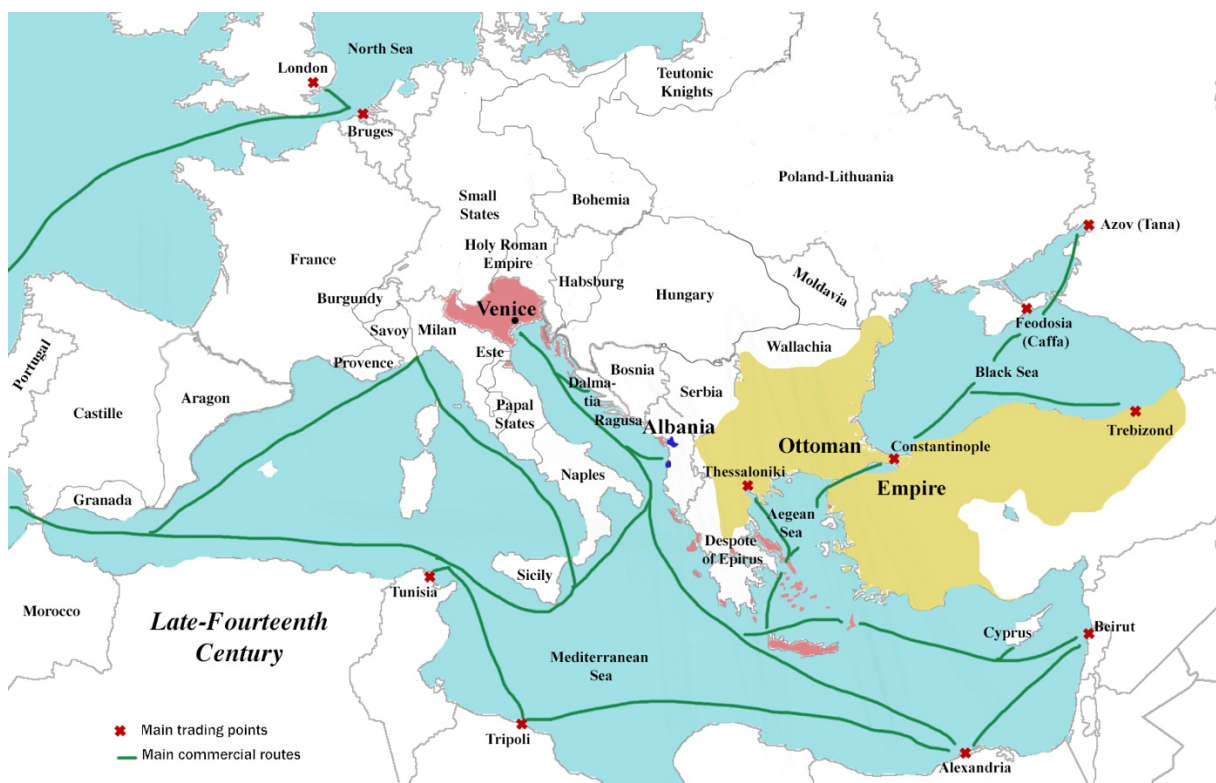 North Sea
London
Bruges
Teutonic
Knights
Poland-Lithuania
Small
States
Bohemia
Azov (Tana)
France
Holy Roman
Empire
Habsburg
Hungary
Moldavia
Burgundy
Venice
Savoy
Milan
Feodosia
(Caffa)
Portugal
Provence
Este
Wallachia
Bosnia
Black Sea
Castille
Aragon
Dalma-
tia
Serbia
Papal
States
Ragusa
Albania
Trebizond
Ottoman
Constantinople
Naples
Thessaloniki
Empire
Granada
Aegean
Sea
Despote
of Epirus
Sicily
Tunisia
Morocco
Late-Fourteenth
Century
Cyprus
Beirut
Mediterranean
Sea
Main trading points
Main commercial routes
Tripoli
Alexandria